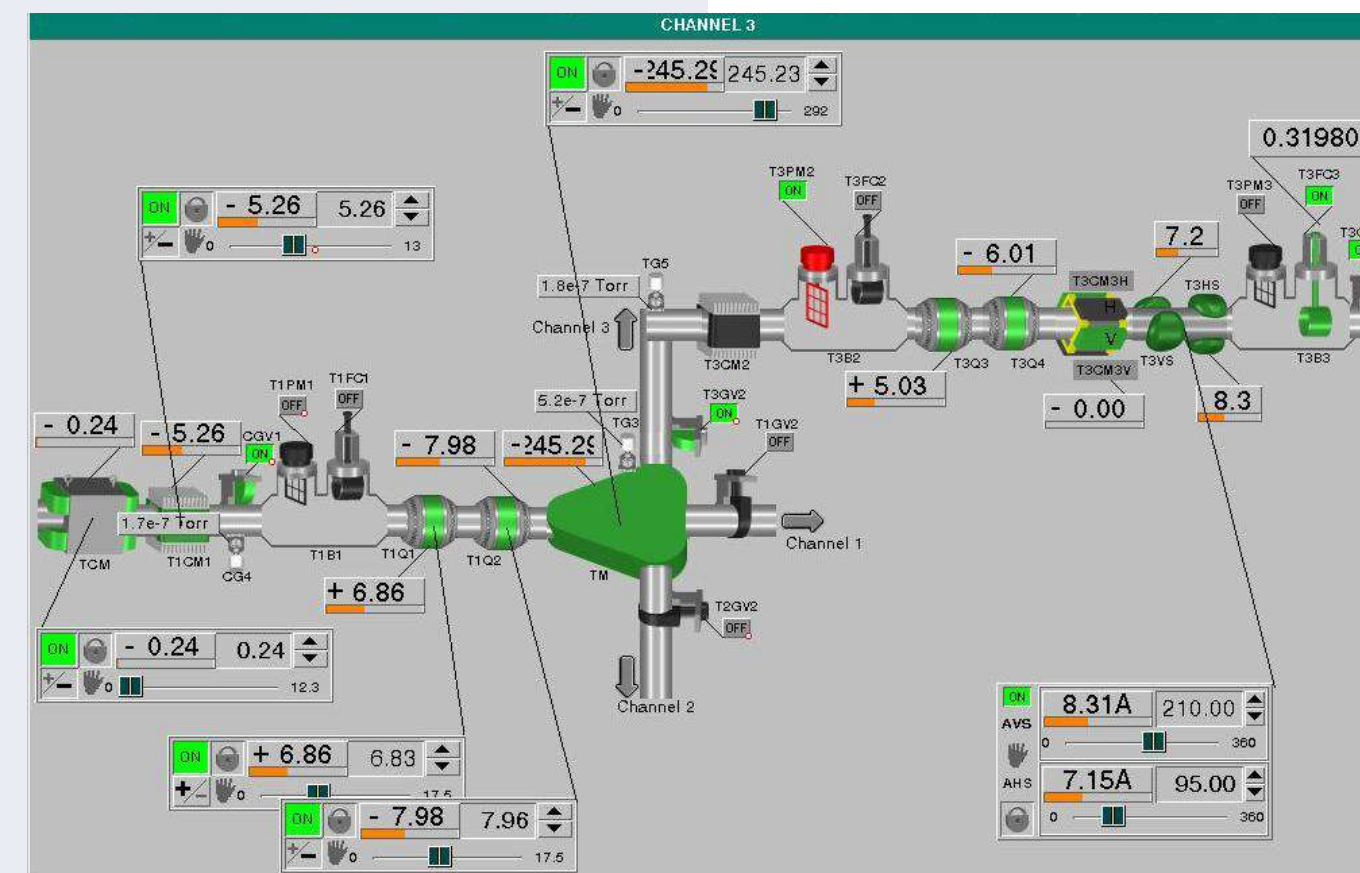 CHANNEL 3
ON -245.29 245.23
+/- 0 292
0.31980
T3PM2 T3FC2 T3PM3 T3FC3
ON OFF OFF ON
ON - 5.26 5.26
+/- 0 13
7.2
- 6.01
TG5
1.8e-7 Torr
T3CM3H T3HS
H
Channel 3
V
T3CM2 T3B2 T3Q3 T3Q4 T3CM3V T3VS T3B3
+ 5.03 - 0.00 8.3
T1PM1 T1FC1
OFF OFF
5.2e-7 Torr T3GV2
ON
TG3 T1GV2
OFF
- 0.24 - 5.26 CGV1 - 7.98 -245.29
ON
1.7e-7 Torr
Channel 1
TCM T1CM1 CG4 T1B1 T1Q1 T1Q2 TM
+ 6.86
T2GV2
OFF
ON - 0.24 0.24
+/- 0 12.3
Channel 2
ON 8.31A 210.00
AVS 0 360
AHS 7.15A 95.00
0 360
ON + 6.86 6.83
+/- 0 17.5
ON - 7.98 7.96
+/- 0 17.5